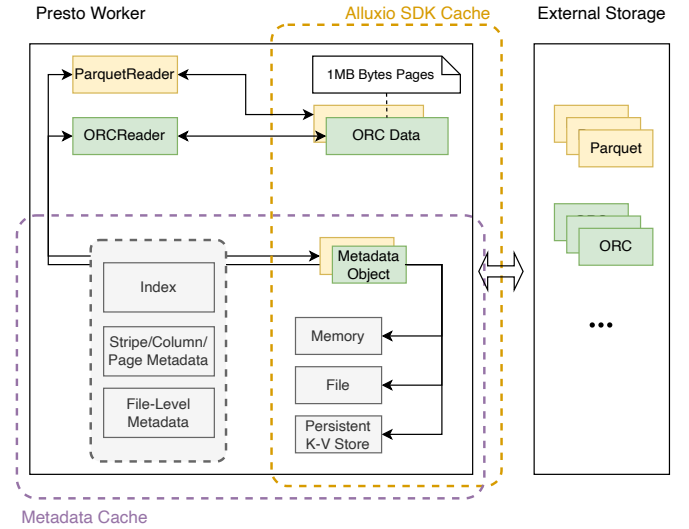 Presto Worker
Alluxio SDK Cache
External Storage
ParquetReader
1MB Bytes Pages
ORCReader
ORC Data
Parquet
ORC
Metadata
Object
Index
Stripe/Column/
Page Metadata
File-Level
Metadata
Memory
File
Persistent
K-V Store
...
Metadata Cache